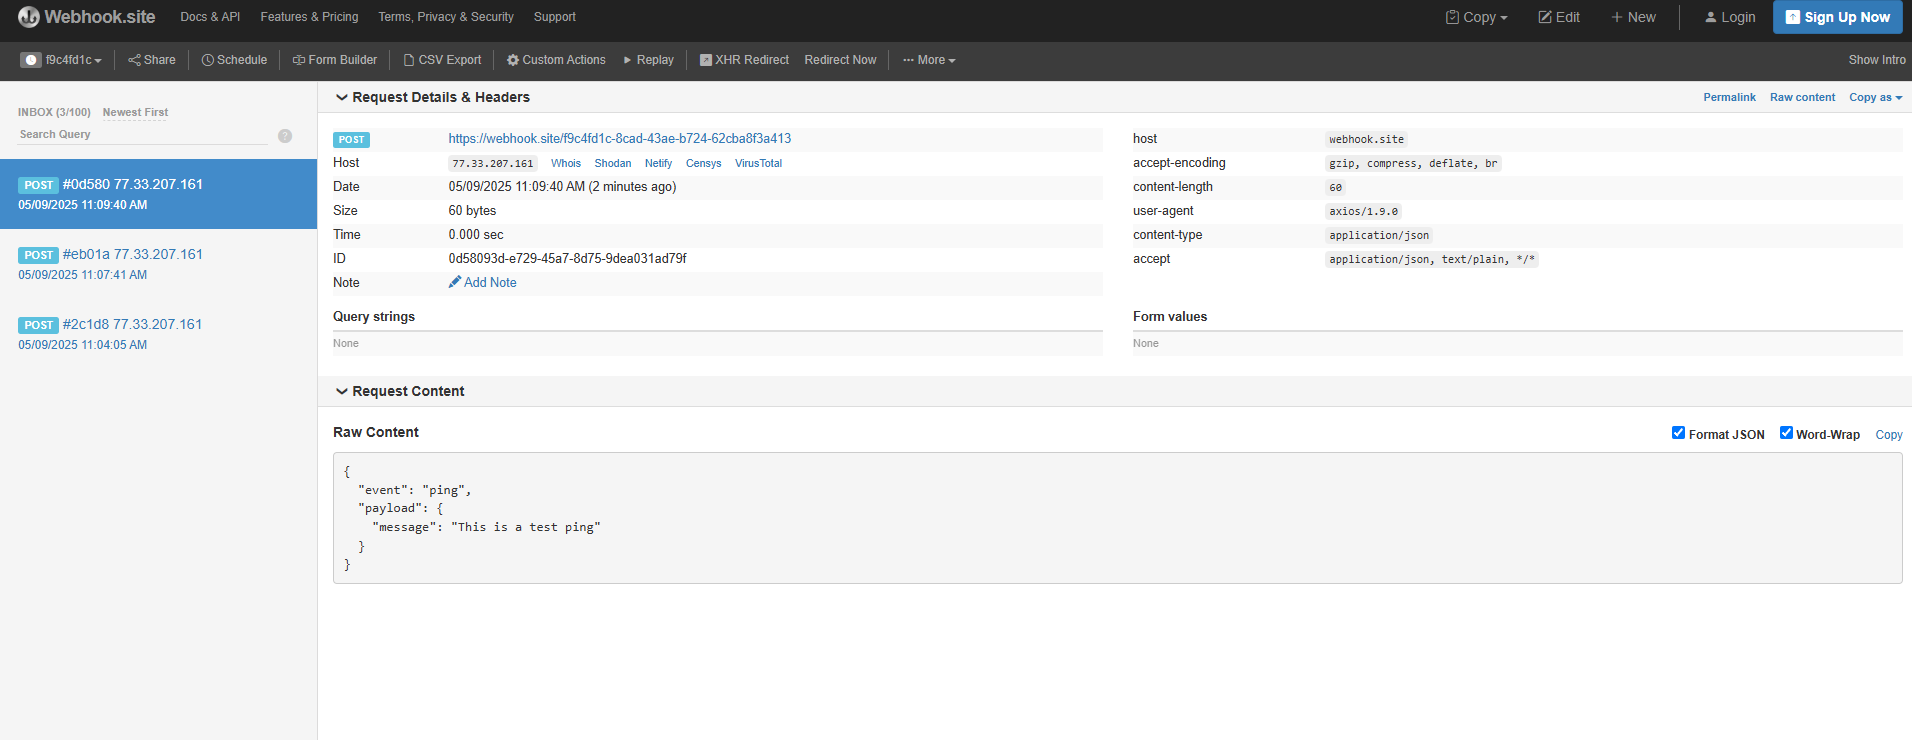 Webhook.site Docs & API Features & Pricing Terms, Privacy & Security Support Copy Edit New Login Sign Up Now
f9c4fd1c Share Schedule Form Builder CSV Export Custom Actions Replay XHR Redirect Redirect Now More Show Intro
INBOX (3/100) Newest First
Search Query ?
POST #0d580 77.33.207.161
05/09/2025 11:09:40 AM
POST #eb01a 77.33.207.161
05/09/2025 11:07:41 AM
POST #2c1d8 77.33.207.161
05/09/2025 11:04:05 AM
Request Details & Headers Permalink Raw content Copy as
POST https://webhook.site/f9c4fd1c-8cad-43ae-b724-62cba8f3a413
Host 77.33.207.161 Whois Shodan Netify Censys VirusTotal
Date 05/09/2025 11:09:40 AM (2 minutes ago)
Size 60 bytes
Time 0.000 sec
ID 0d58093d-e729-45a7-8d75-9dea031ad79f
Note Add Note
host webhook.site
accept-encoding gzip, compress, deflate, br
content-length 60
user-agent axios/1.9.0
content-type application/json
accept application/json, text/plain, */*
Query strings
None
Form values
None
Request Content
Raw Content Format JSON Word-Wrap Copy
{
"event": "ping",
"payload": {
"message": "This is a test ping"
}
}